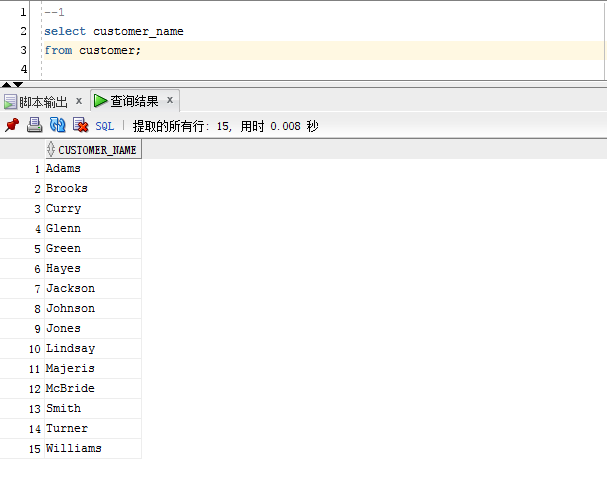 1 --1
2 select customer_name
3 from customer;
4
脚本输出 x 查询结果 x
SQL | 提取的所有行: 15, 用时 0.008 秒
CUSTOMER_NAME
1 Adams
2 Brooks
3 Curry
4 Glenn
5 Green
6 Hayes
7 Jackson
8 Johnson
9 Jones
10 Lindsay
11 Majeris
12 McBride
13 Smith
14 Turner
15 Williams